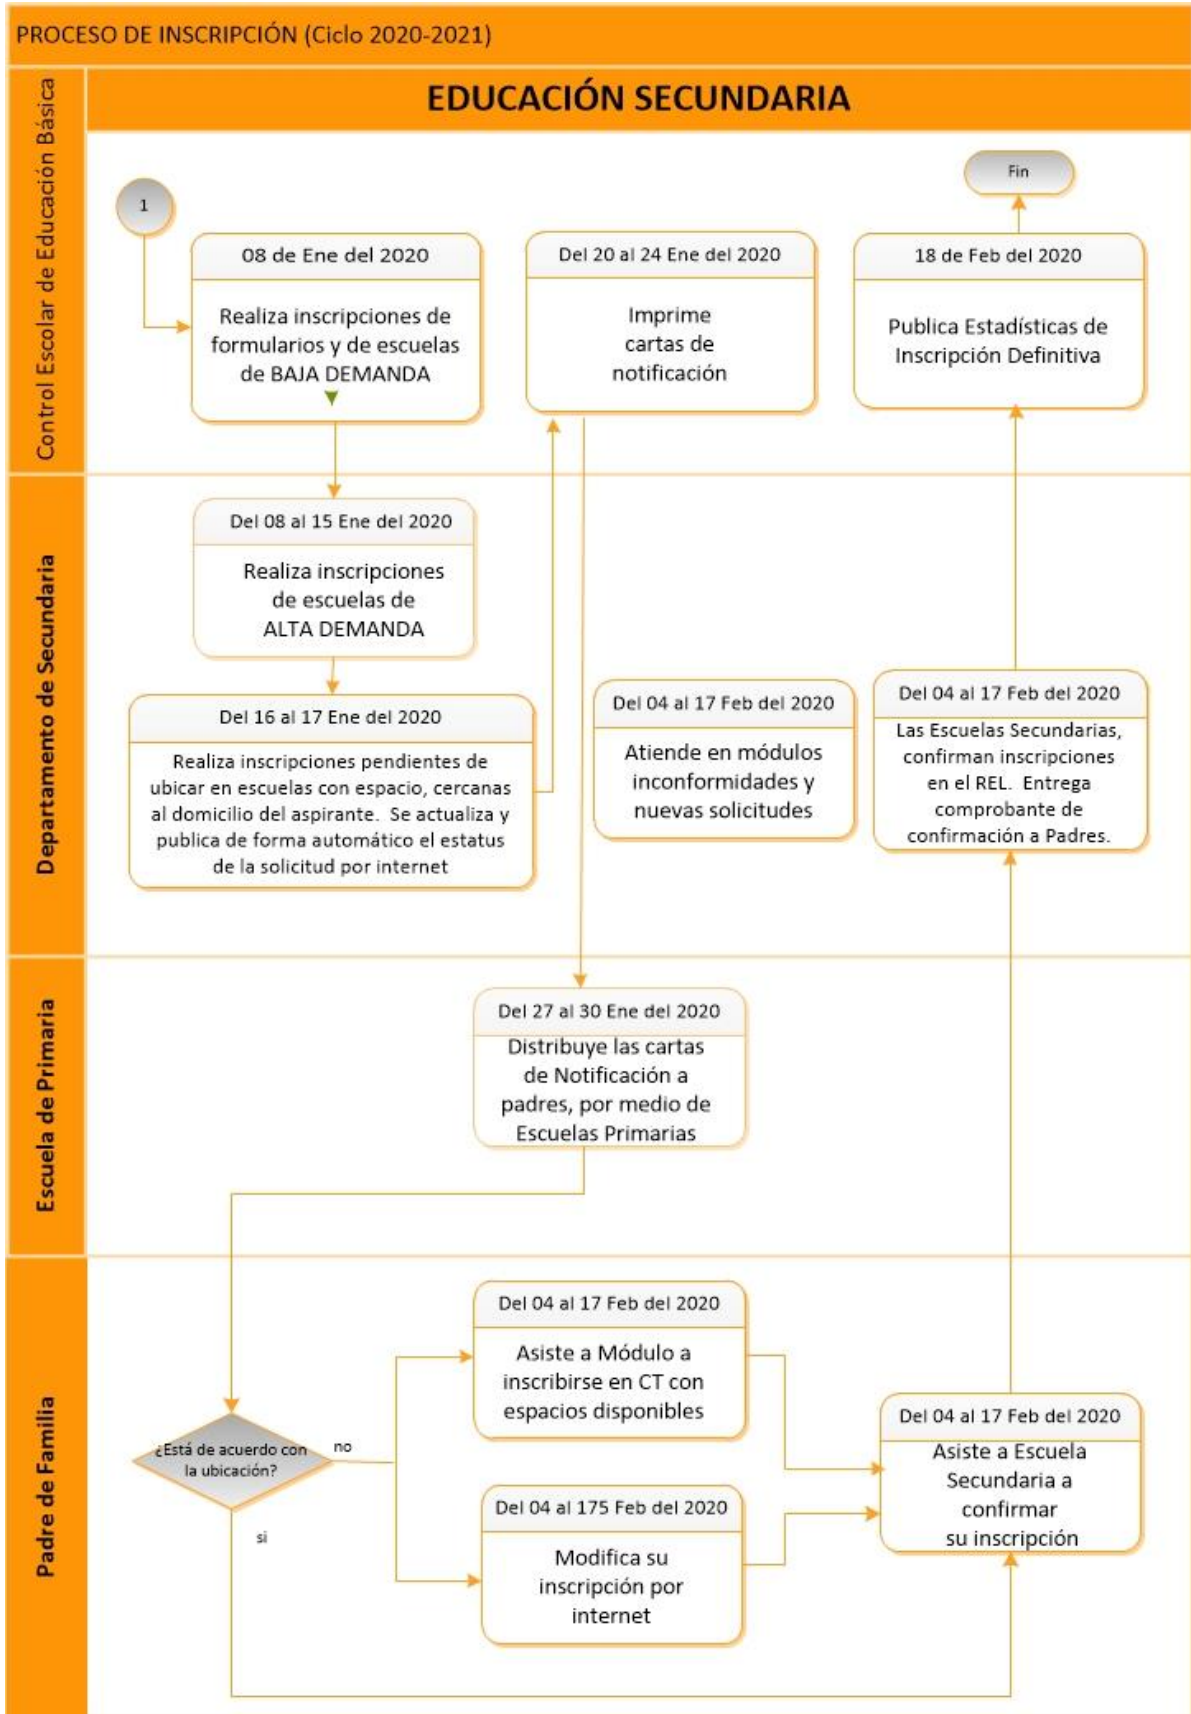 PROCESO DE INSCRIPCIÓN (Ciclo 2020-2021)
EDUCACIÓN SECUNDARIA
Control Escolar de Educación Básica
1
08 de Ene del 2020
Realiza inscripciones de
formularios y de escuelas
de BAJA DEMANDA
Del 20 al 24 Ene del 2020
Imprime
cartas de
notificación
Fin
18 de Feb del 2020
Publica Estadísticas de
Inscripción Definitiva
Departamento de Secundaria
Del 08 al 15 Ene del 2020
Realiza inscripciones
de escuelas de
ALTA DEMANDA
Del 16 al 17 Ene del 2020
Realiza inscripciones pendientes de
ubicar en escuelas con espacio, cercanas
al domicilio del aspirante. Se actualiza y
publica de forma automático el estatus
de la solicitud por internet
Del 04 al 17 Feb del 2020
Atiende en módulos
inconformidades y
nuevas solicitudes
Del 04 al 17 Feb del 2020
Las Escuelas Secundarias,
confirman inscripciones
en el REL. Entrega
comprobante de
confirmación a Padres.
Escuela de Primaria
Del 27 al 30 Ene del 2020
Distribuye las cartas
de Notificación a
padres, por medio de
Escuelas Primarias
Padre de Familia
¿Está de acuerdo con
la ubicación?
no
si
Del 04 al 17 Feb del 2020
Asiste a Módulo a
inscribirse en CT con
espacios disponibles
Del 04 al 175 Feb del 2020
Modifica su
inscripción por
internet
Del 04 al 17 Feb del 2020
Asiste a Escuela
Secundaria a
confirmar
su inscripción